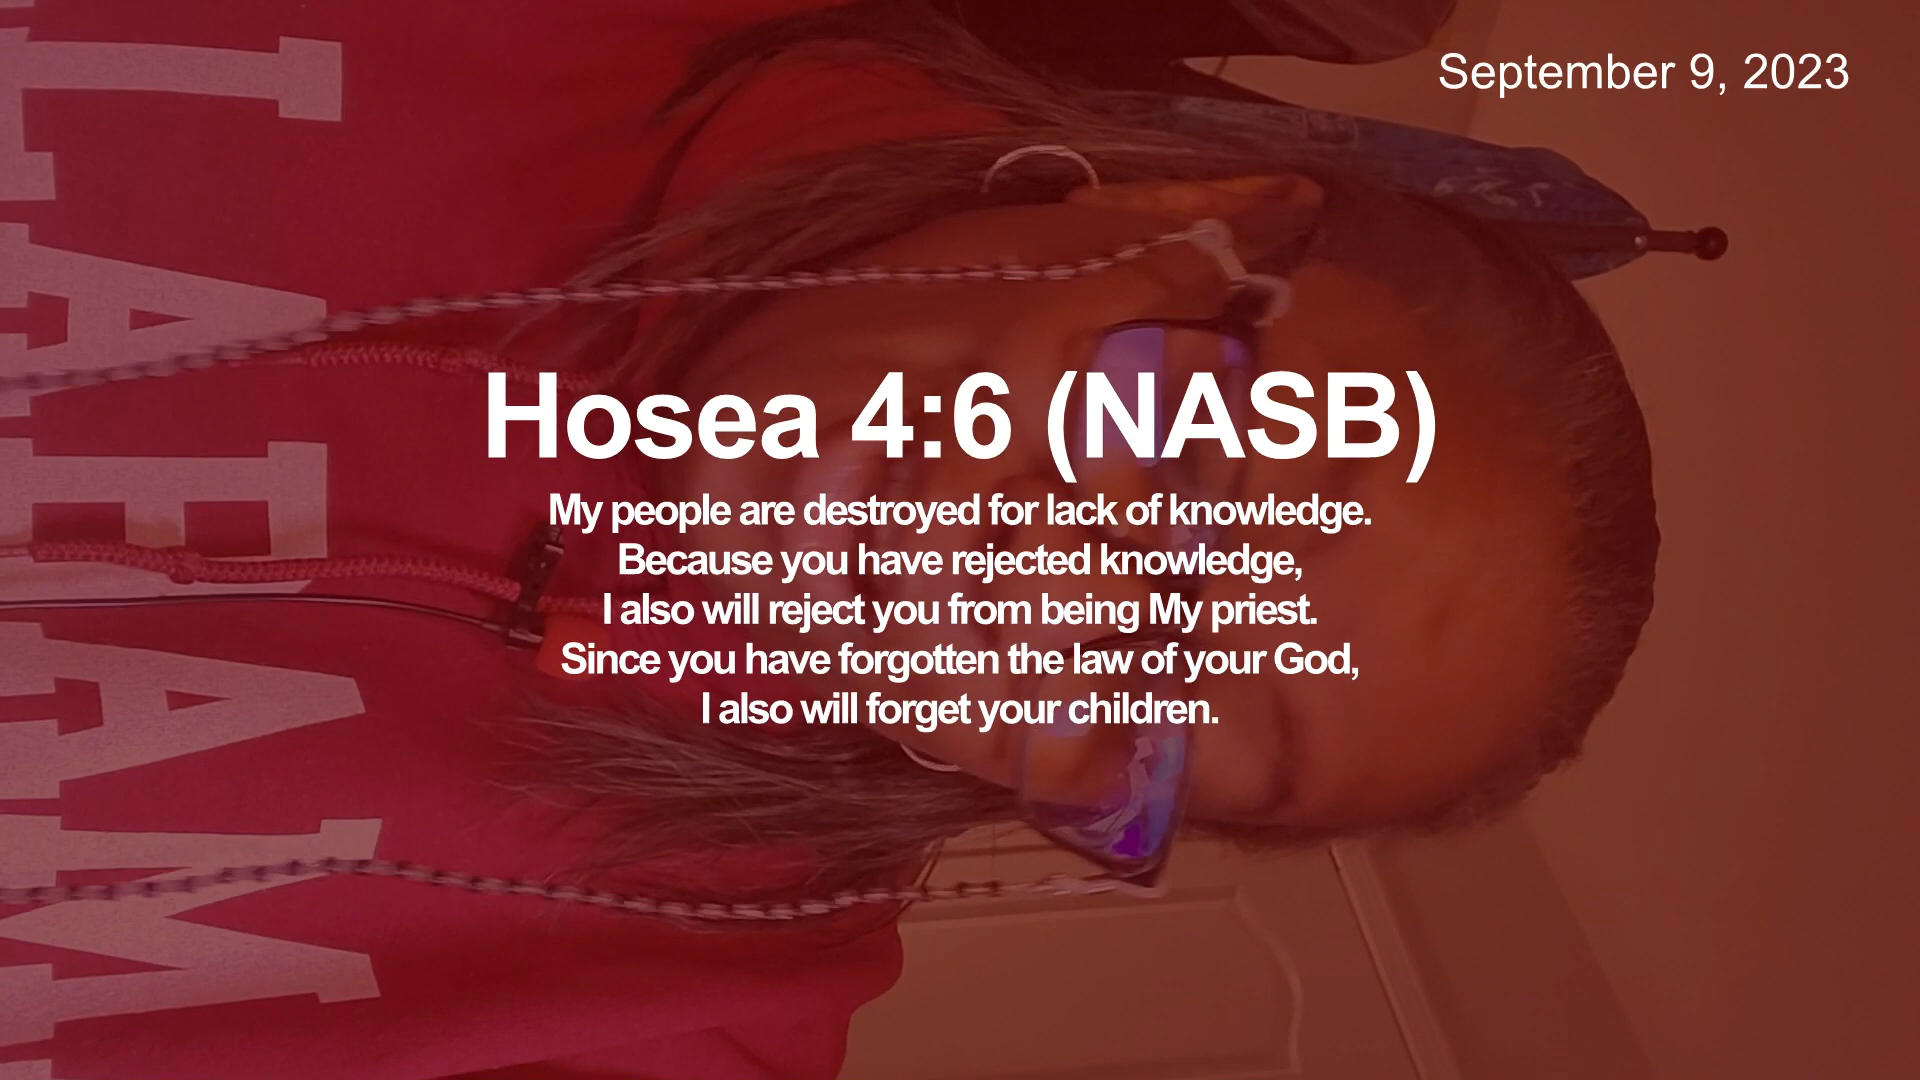 September 9, 2023
Hosea 4:6 (NASB)
My people are destroyed for lack of knowledge.
Because you have rejected knowledge,
I also will reject you from being My priest.
Since you have forgotten the law of your God,
I also will forget your children.